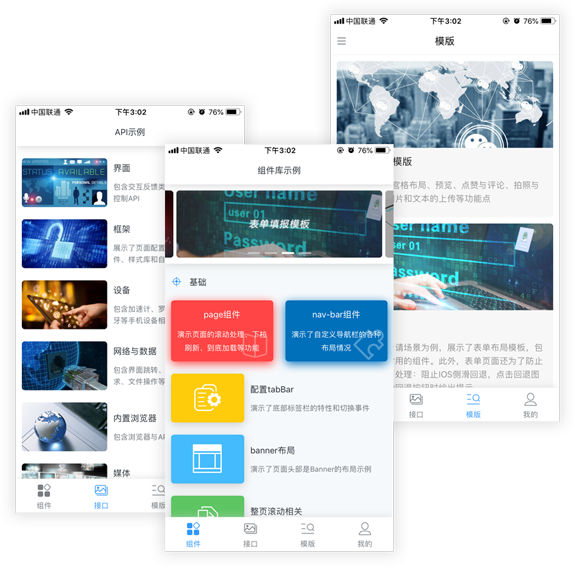 中国联通 下午3:02 76%
API示例
STATUS AVAILABLE
PERSONAL DETAILS
界面
包含交反馈类
控制API
框架
展示了页面配置
件、样式库和自
设备
包含加速计、罗
牙等手机设备相
网络与数据
包含界面跳转、
求、文件操作等
内置浏览器
包含浏览器与AP
媒体
组件
接口
模版
中国联通 下午3:02 76%
组件库示例
User name
user 01
Password
表单填报模板
基础
page组件
演示页面的滚动处理: 下拉
刷新、到底加载等功能
nav-bar组件
演示了自定义导航栏的各种
布局情况
配置tabBar
演示了底部标签栏的特性和切换事件
banner布局
演示了页面头部是Banner的布局示例
整页滚动相关
组件
接口
模版
我的
中国联通 下午3:02 76%
模版
模版
宫格布局、预览、点赞与评论、拍照与
片和文本的上传等功能点
user 01
Password
请场景为例，展示了表单布局模板，包
用的组件。此外，表单页面还为了防止
处理：阻止IOS侧滑回退，点击回退图
回退按钮时给出提示
接口
模版
我的